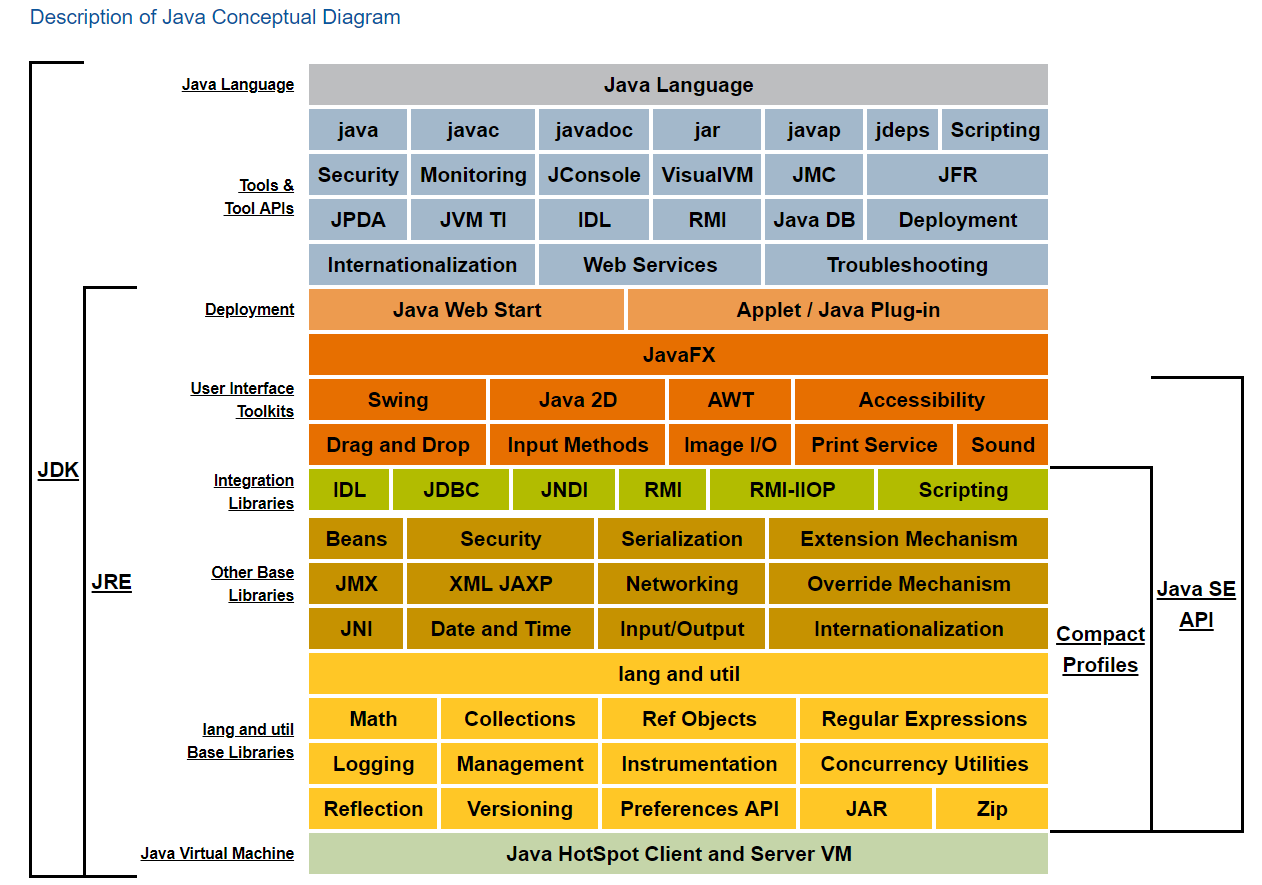 Description of Java Conceptual Diagram
Java Language
Java Language
java javac javadoc jar javap jdeps Scripting
Tools &
Tool APIs
Security Monitoring JConsole VisualVM JMC JFR
JPDA JVM TI IDL RMI Java DB Deployment
Internationalization Web Services Troubleshooting
Deployment
Java Web Start Applet / Java Plug-in
JavaFX
User Interface
Toolkits
Swing Java 2D AWT Accessibility
Drag and Drop Input Methods Image I/O Print Service Sound
JDK
Integration
Libraries
IDL JDBC JNDI RMI RMI-IIOP Scripting
Beans Security Serialization Extension Mechanism
JRE
Other Base
Libraries
JMX XML JAXP Networking Override Mechanism
JNI Date and Time Input/Output Internationalization
Java SE
API
Compact
Profiles
lang and util
lang and util
Base Libraries
Math Collections Ref Objects Regular Expressions
Logging Management Instrumentation Concurrency Utilities
Reflection Versioning Preferences API JAR Zip
Java Virtual Machine
Java HotSpot Client and Server VM